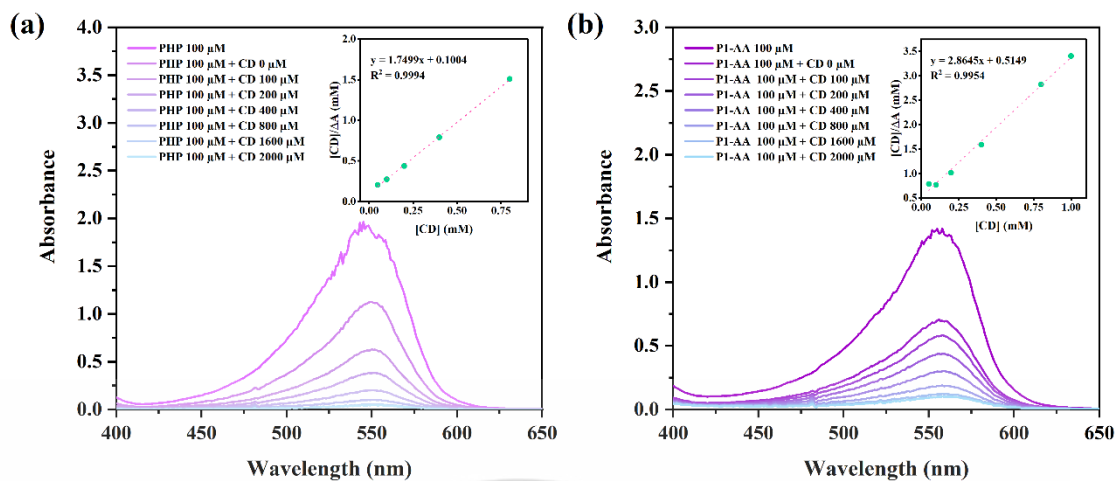 (a)
4.0
3.5
3.0
2.5
2.0
1.5
1.0
0.5
0.0
Absorbance
400 450 500 550 600 650
Wavelength (nm)
PHP 100 μM
PHP 100 μM + CD 0 μM
PHP 100 μM + CD 100 μM
PHP 100 μM + CD 200 μM
PHP 100 μM + CD 400 μM
PHP 100 μM + CD 800 μM
PHP 100 μM + CD 1600 μM
PHP 100 μM + CD 2000 μM
y = 1.7499x + 0.1004
R² = 0.9994
2.0
1.5
1.0
0.5
0.0
[CD]/ΔA (mM)
0.00 0.25 0.50 0.75
[CD] (mM)
(b)
3.0
2.5
2.0
1.5
1.0
0.5
0.0
Absorbance
400 450 500 550 600 650
Wavelength (nm)
P1-AA 100 μM
P1-AA 100 μM + CD 0 μM
P1-AA 100 μM + CD 100 μM
P1-AA 100 μM + CD 200 μM
P1-AA 100 μM + CD 400 μM
P1-AA 100 μM + CD 800 μM
P1-AA 100 μM + CD 1600 μM
P1-AA 100 μM + CD 2000 μM
y = 2.8645x + 0.5149
R² = 0.9954
3.5
3.0
2.5
2.0
1.5
1.0
0.5
[CD]/ΔA (mM)
0.00 0.25 0.50 0.75 1.00
[CD] (mM)